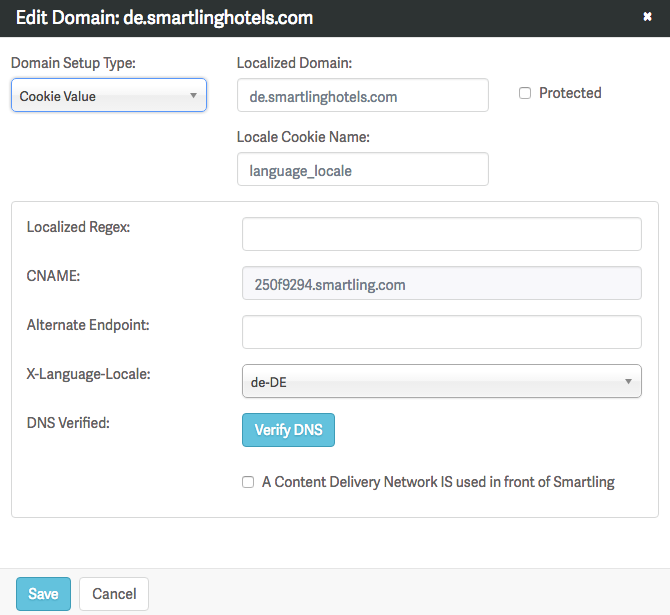 Edit Domain: de.smartlinghotels.com
Domain Setup Type:
Localized Domain:
Cookie Value
de.smartlinghotels.com
Protected
Locale Cookie Name:
language_locale
Localized Regex:
CNAME:
250f9294.smartling.com
Alternate Endpoint:
X-Language-Locale:
de-DE
DNS Verified:
Verify DNS
A Content Delivery Network IS used in front of Smartling
Save
Cancel